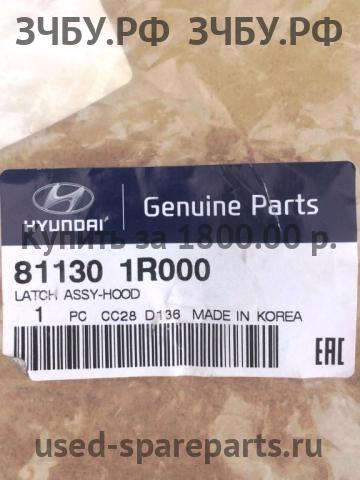 ЗЧБУ.РФ ЗЧБУ.РФ
HYUNDAI
Genuine Parts
Купить за 1800.00 р.
81130 1R000
LATCH ASSY-HOOD
1 PC CC28 D136 MADE IN KOREA
EAC
used-spareparts.ru